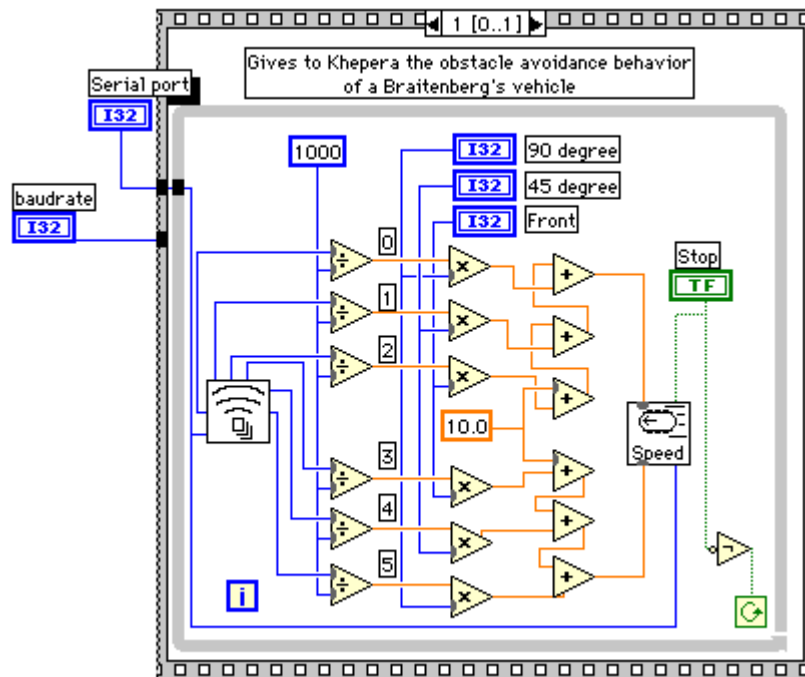 1 [0..1]
Gives to Khepera the obstacle avoidance behavior
of a Braitenberg's vehicle
Serial port
I32
baudrate
I32
1000
I32 90 degree
I32 45 degree
I32 Front
Stop
TF
0
÷ × +
1
÷ × +
2
÷ × +
10.0
Speed
3
÷ × +
4
÷ × +
5
÷ × +
i
¬